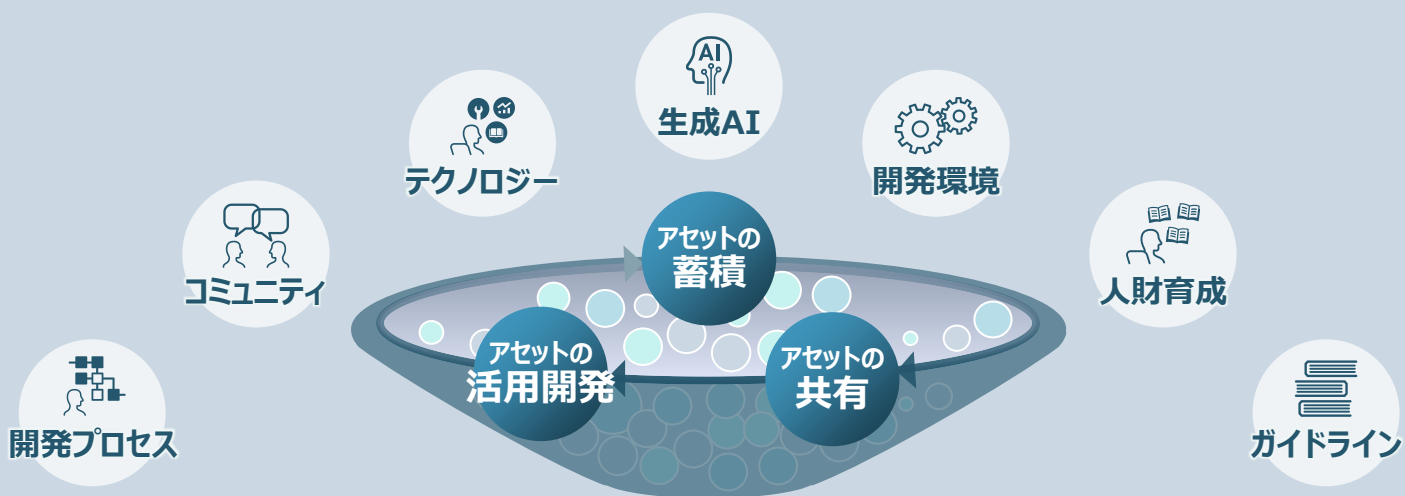 AI
生成AI
テクノロジー
開発環境
コミュニティ
人財育成
開発プロセス
ガイドライン
アセットの
蓄積
アセットの
活用開発
アセットの
共有